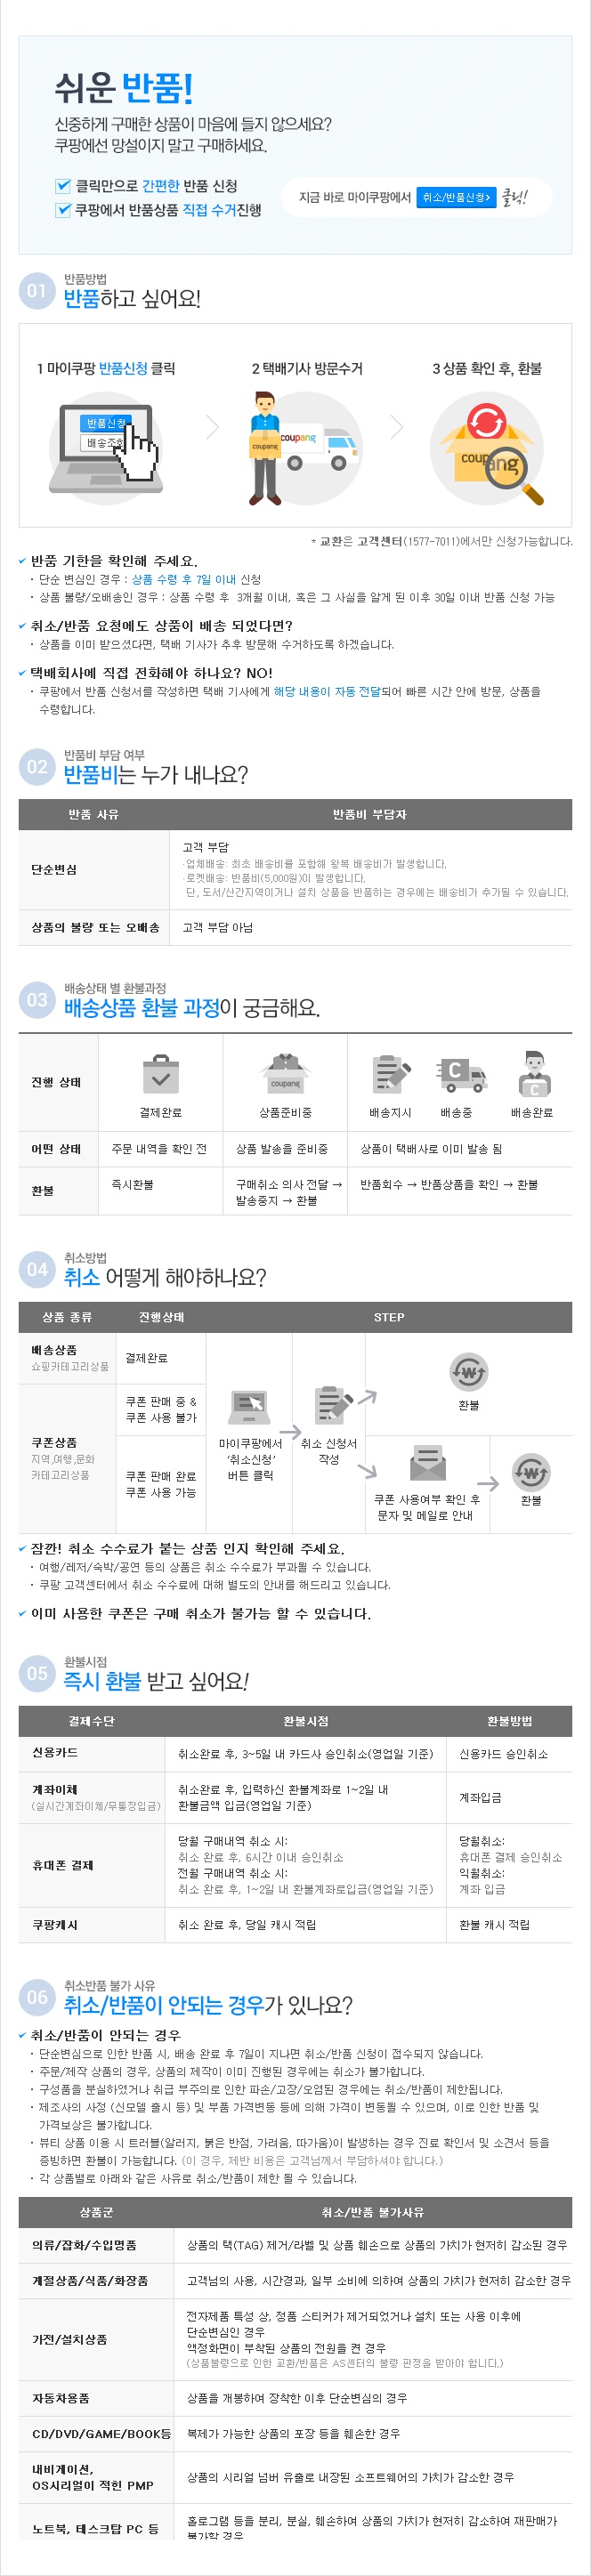 쉬운 반품!
신중하게 구매한 상품이 마음에 들지 않으세요?
쿠팡에선 망설이지 말고 구매하세요.
클릭만으로 간편한 반품 신청
쿠팡에서 반품상품 직접 수거진행
지금 바로 마이쿠팡에서 취소/반품신청> 클릭!
01
반품방법
반품하고 싶어요!
1 마이쿠팡 반품신청 클릭
2 택배기사 방문수거
3 상품 확인 후, 환불
반품신청
배송조회
coupang
coupang
coupang
* 교환은 고객센터(1577-7011)에서만 신청가능합니다.
반품 기한을 확인해 주세요.
· 단순 변심인 경우 : 상품 수령 후 7일 이내 신청
· 상품 불량/오배송인 경우 : 상품 수령 후 3개월 이내, 혹은 그 사실을 알게 된 이후 30일 이내 반품 신청 가능
취소/반품 요청에도 상품이 배송 되었다면?
· 상품을 이미 받으셨다면, 택배 기사가 추후 방문해 수거하도록 하겠습니다.
택배회사에 직접 전화해야 하나요? NO!
· 쿠팡에서 반품 신청서를 작성하면 택배 기사에게 해당 내용이 자동 전달되어 빠른 시간 안에 방문, 상품을
수령합니다.
02
반품비 부담 여부
반품비는 누가 내나요?
반품 사유
반품비 부담자
단순변심
고객 부담
·업체배송: 최초 배송비를 포함해 왕복 배송비가 발생합니다.
·로켓배송: 반품비(5,000원)이 발생합니다.
단, 도서/산간지역이거나 설치 상품을 반품하는 경우에는 배송비가 추가될 수 있습니다.
상품의 불량 또는 오배송
고객 부담 아님
03
배송상태 별 환불과정
배송상품 환불 과정이 궁금해요.
진행 상태
결제완료
coupang
상품준비중
배송지시
C
배송중
C
배송완료
어떤 상태
주문 내역을 확인 전
상품 발송을 준비중
상품이 택배사로 이미 발송 됨
환불
즉시환불
구매취소 의사 전달 →
발송중지 → 환불
반품회수 → 반품상품을 확인 → 환불
04
취소방법
취소 어떻게 해야하나요?
상품 종류
진행상태
STEP
배송상품
쇼핑카테고리상품
결제완료
쿠폰상품
지역,여행,문화
카테고리상품
쿠폰 판매 중 &
쿠폰 사용 불가
쿠폰 판매 완료
쿠폰 사용 가능
마이쿠팡에서
'취소신청'
버튼 클릭
취소 신청서
작성
W
환불
쿠폰 사용여부 확인 후
문자 및 메일로 안내
W
환불
잠깐! 취소 수수료가 붙는 상품 인지 확인해 주세요.
· 여행/레저/숙박/공연 등의 상품은 취소 수수료가 부과될 수 있습니다.
· 쿠팡 고객센터에서 취소 수수료에 대해 별도의 안내를 해드리고 있습니다.
이미 사용한 쿠폰은 구매 취소가 불가능 할 수 있습니다.
05
환불시점
즉시 환불 받고 싶어요!
결제수단
환불시점
환불방법
신용카드
취소완료 후, 3~5일 내 카드사 승인취소(영업일 기준)
신용카드 승인취소
계좌이체
(실시간계좌이체/무통장입금)
취소완료 후, 입력하신 환불계좌로 1~2일 내
환불금액 입금(영업일 기준)
계좌입금
휴대폰 결제
당월 구매내역 취소 시:
취소 완료 후, 6시간 이내 승인취소
전월 구매내역 취소 시:
취소 완료 후, 1~2일 내 환불계좌로입금(영업일 기준)
당월취소:
휴대폰 결제 승인취소
익월취소:
계좌 입금
쿠팡캐시
취소 완료 후, 당일 캐시 적립
환불 캐시 적립
06
취소반품 불가 사유
취소/반품이 안되는 경우가 있나요?
취소/반품이 안되는 경우
· 단순변심으로 인한 반품 시, 배송 완료 후 7일이 지나면 취소/반품 신청이 접수되지 않습니다.
· 주문/제작 상품의 경우, 상품의 제작이 이미 진행된 경우에는 취소가 불가합니다.
· 구성품을 분실하였거나 취급 부주의로 인한 파손/고장/오염된 경우에는 취소/반품이 제한됩니다.
· 제조사의 사정 (신모델 출시 등) 및 부품 가격변동 등에 의해 가격이 변동될 수 있으며, 이로 인한 반품 및
가격보상은 불가합니다.
· 뷰티 상품 이용 시 트러블(알러지, 붉은 반점, 가려움, 따가움)이 발생하는 경우 진료 확인서 및 소견서 등을
증빙하면 환불이 가능합니다. (이 경우, 제반 비용은 고객님께서 부담하셔야 합니다.)
· 각 상품별로 아래와 같은 사유로 취소/반품이 제한 될 수 있습니다.
상품군
취소/반품 불가사유
의류/잡화/수입명품
상품의 택(TAG) 제거/라벨 및 상품 훼손으로 상품의 가치가 현저히 감소된 경우
계절상품/식품/화장품
고객님의 사용, 시간경과, 일부 소비에 의하여 상품의 가치가 현저히 감소한 경우
가전/설치상품
전자제품 특성 상, 정품 스티커가 제거되었거나 설치 또는 사용 이후에
단순변심인 경우
액정화면이 부착된 상품의 전원을 켠 경우
(상품불량으로 인한 교환/반품은 AS센터의 불량 판정을 받아야 합니다.)
자동차용품
상품을 개봉하여 장착한 이후 단순변심의 경우
CD/DVD/GAME/BOOK등
복제가 가능한 상품의 포장 등을 훼손한 경우
내비게이션,
OS시리얼이 적힌 PMP
상품의 시리얼 넘버 유출로 내장된 소프트웨어의 가치가 감소한 경우
노트북, 테스크탑 PC 등
홀로그램 등을 분리, 분실, 훼손하여 상품의 가치가 현저히 감소하여 재판매가
불가할 경우